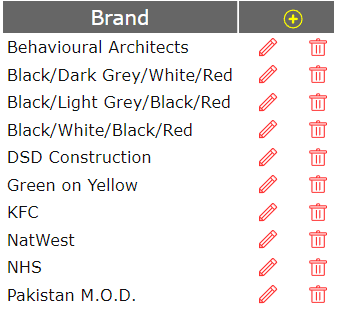 Brand
Behavioural Architects
Black/Dark Grey/White/Red
Black/Light Grey/Black/Red
Black/White/Black/Red
DSD Construction
Green on Yellow
KFC
NatWest
NHS
Pakistan M.O.D.